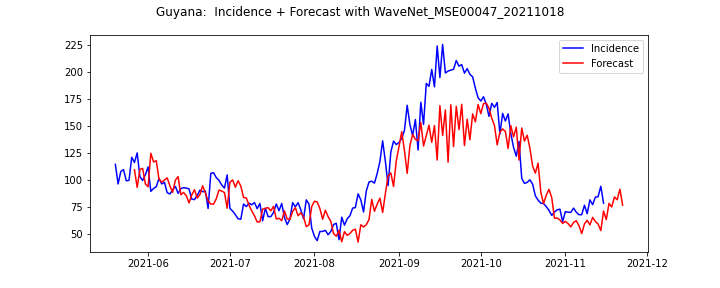 Guyana:  Incidence + Forecast with WaveNet_MSE00047_20211018
Incidence
Forecast
225
200
175
150
125
100
75
50
2021-06 2021-07 2021-08 2021-09 2021-10 2021-11 2021-12